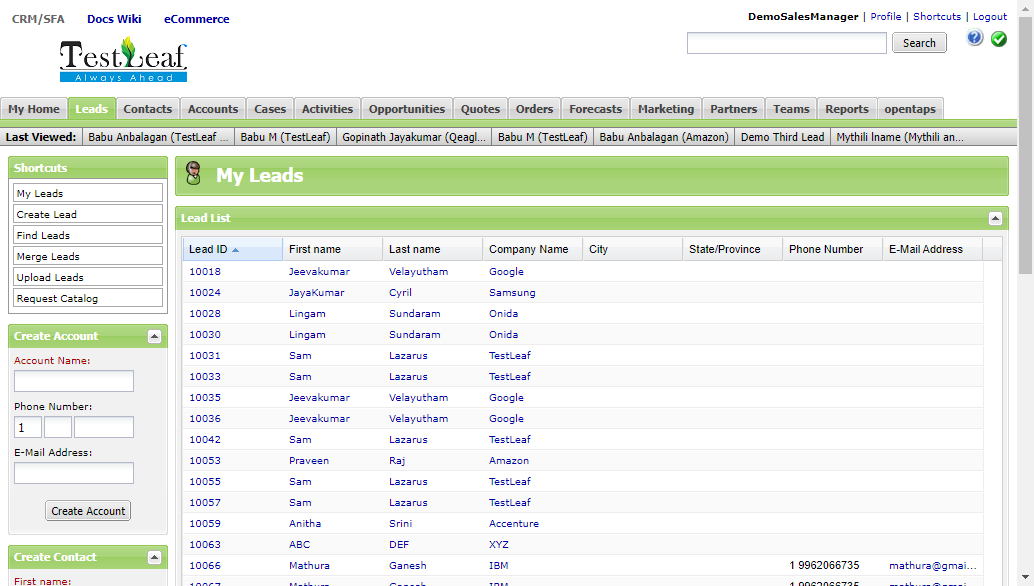 CRM/SFA Docs Wiki eCommerce
DemoSalesManager | Profile | Shortcuts | Logout
Search
TestLeaf
Always Ahead
My Home Leads Contacts Accounts Cases Activities Opportunities Quotes Orders Forecasts Marketing Partners Teams Reports opentaps
Last Viewed: Babu Anbalagan (TestLeaf ... Babu M (TestLeaf) Gopinath Jayakumar (Qeagl... Babu M (TestLeaf) Babu Anbalagan (Amazon) Demo Third Lead Mythili lname (Mythili an...
Shortcuts
My Leads
Create Lead
Find Leads
Merge Leads
Upload Leads
Request Catalog
Create Account
Account Name:
Phone Number:
1
E-Mail Address:
Create Account
Create Contact
First name:
My Leads
Lead List
Lead ID First name Last name Company Name City State/Province Phone Number E-Mail Address
10018 Jeevakumar Velayutham Google
10024 JayaKumar Cyril Samsung
10028 Lingam Sundaram Onida
10030 Lingam Sundaram Onida
10031 Sam Lazarus TestLeaf
10033 Sam Lazarus TestLeaf
10035 Jeevakumar Velayutham Google
10036 Jeevakumar Velayutham Google
10042 Sam Lazarus TestLeaf
10053 Praveen Raj Amazon
10055 Sam Lazarus TestLeaf
10057 Sam Lazarus TestLeaf
10059 Anitha Srini Accenture
10063 ABC DEF XYZ
10066 Mathura Ganesh IBM 1 9962066735 mathura@gmai...
10067 Mathura Ganesh IBM 1 9962066735 mathura@gmai...